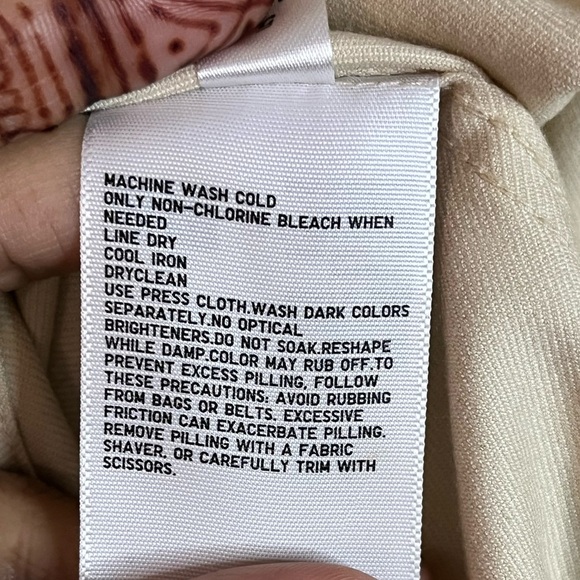 MACHINE WASH COLD
ONLY NON-CHLORINE BLEACH WHEN
NEEDED
LINE DRY
COOL IRON
DRYCLEAN
USE PRESS CLOTH.WASH DARK COLORS
SEPARATELY.NO OPTICAL
BRIGHTENERS.DO NOT SOAK.RESHAPE
WHILE DAMP.COLOR MAY RUB OFF.TO
PREVENT EXCESS PILLING, FOLLOW
THESE PRECAUTIONS. AVOID RUBBING
FROM BAGS OR BELTS. EXCESSIVE
FRICTION CAN EXACERBATE PILLING.
REMOVE PILLING WITH A FABRIC
SHAVER, OR CAREFULLY TRIM WITH
SCISSORS.